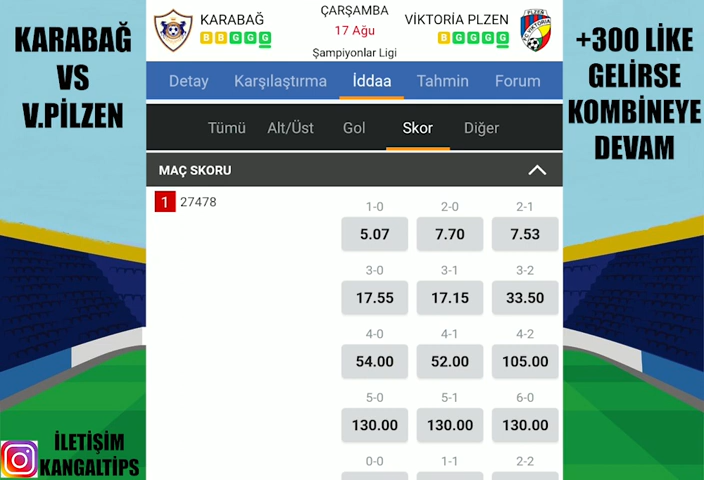 KARABAĞ
VS
V.PİLZEN
KARABAĞ
B B G G G
ÇARŞAMBA
17 Ağu
Şampiyonlar Ligi
VİKTORİA PLZEN
B G G G G
+300 LİKE
GELİRSE
KOMBİNEYE
DEVAM
Detay Karşılaştırma İddaa Tahmin Forum
Tümü Alt/Üst Gol Skor Diğer
MAÇ SKORU
1 27478
1-0 2-0 2-1
5.07 7.70 7.53
3-0 3-1 3-2
17.55 17.15 33.50
4-0 4-1 4-2
54.00 52.00 105.00
5-0 5-1 6-0
130.00 130.00 130.00
0-0 1-1 2-2
İLETİŞİM
KANGALTİPS